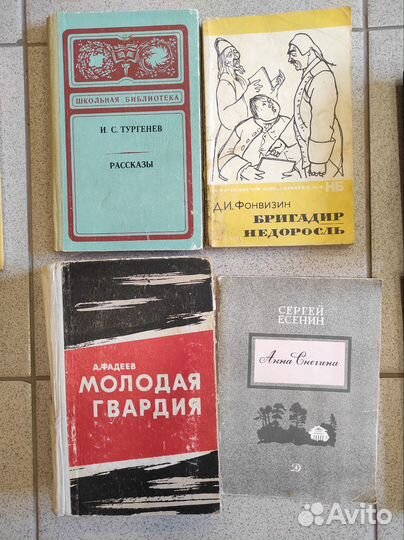 ШКОЛЬНАЯ БИБЛИОТЕКА
И. С. ТУРГЕНЕВ
РАССКАЗЫ
НБ
Д.И. ФОНВИЗИН
БРИГАДИР
НЕДОРОСЛЬ
А. ФАДЕЕВ
МОЛОДАЯ
ГВАРДИЯ
СЕРГЕЙ
ЕСЕНИН
Анна Снегина
Д
Avito